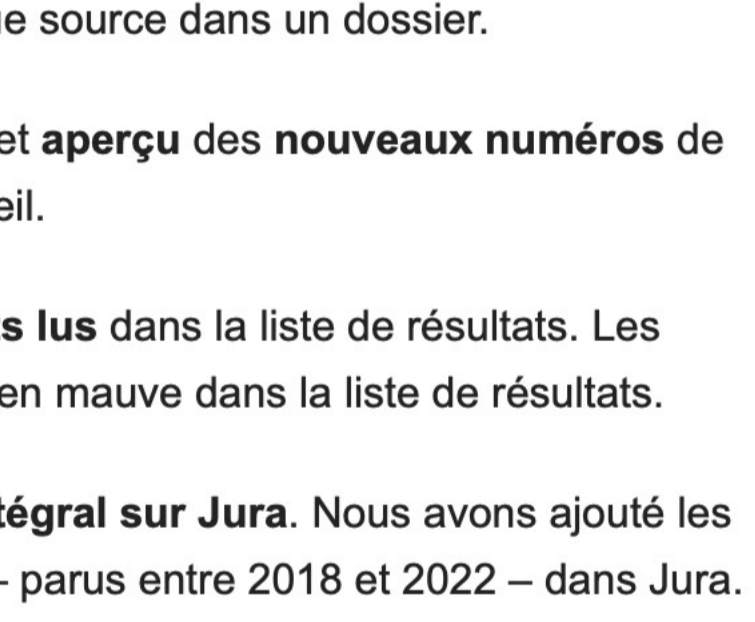 source dans un dossier.
et aperçu des nouveaux numéros de
eil.
s lus dans la liste de résultats. Les
en mauve dans la liste de résultats.
tégral sur Jura. Nous avons ajouté les
- parus entre 2018 et 2022 – dans Jura.